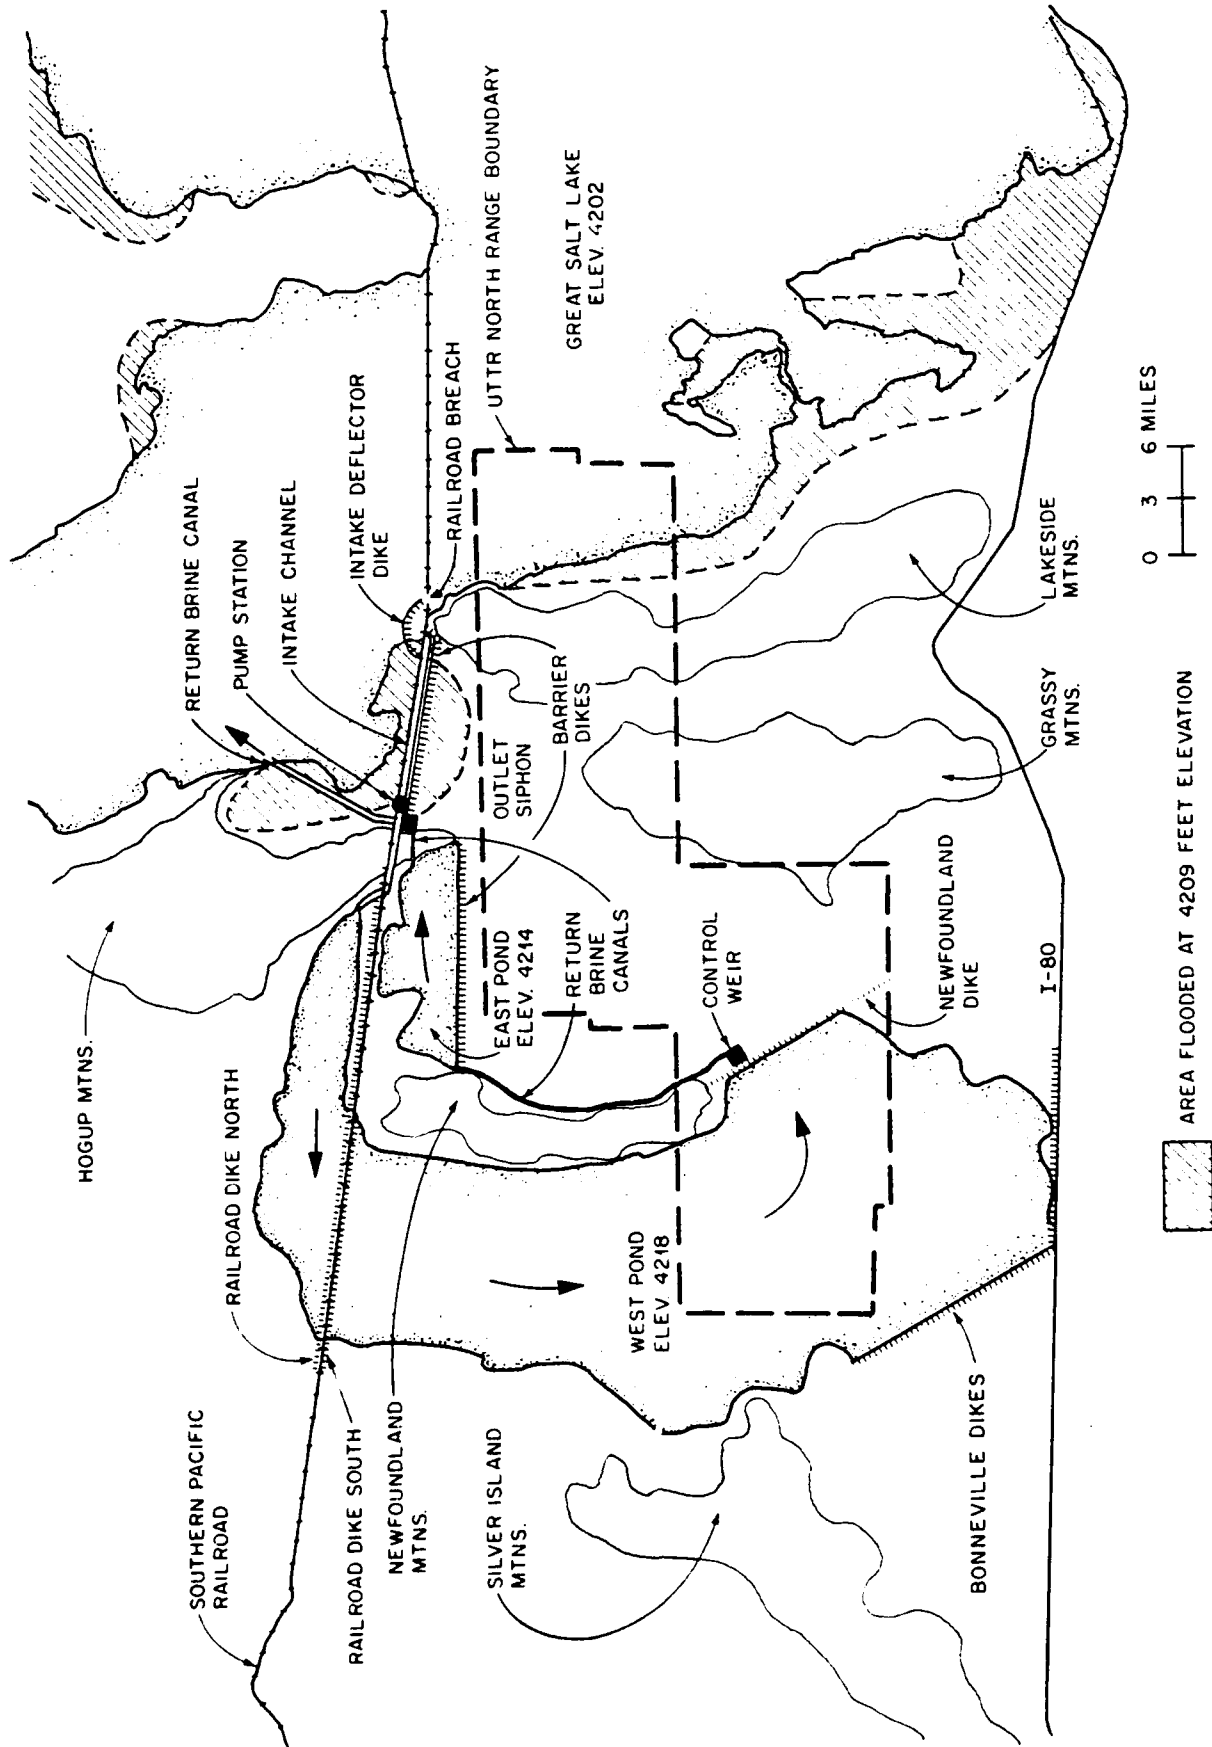 SOUTHERN PACIFIC
RAILROAD
RAILROAD DIKE NORTH
HOGUP MTNS.
RETURN BRINE CANAL
PUMP STATION
INTAKE CHANNEL
INTAKE DEFLECTOR
DIKE
RAILROAD BREACH
UTTR NORTH RANGE BOUNDARY
GREAT SALT LAKE
ELEV. 4202
RAILROAD DIKE SOUTH
NEWFOUNDLAND
MTNS.
SILVER ISLAND
MTNS.
EAST POND
ELEV. 4214
OUTLET
SIPHON
BARRIER
DIKES
RETURN
BRINE
CANALS
WEST POND
ELEV. 4218
CONTROL
WEIR
NEWFOUNDLAND
DIKE
GRASSY
MTNS.
LAKESIDE
MTNS.
BONNEVILLE DIKES
I-80
0 3 6 MILES
AREA FLOODED AT 4209 FEET ELEVATION